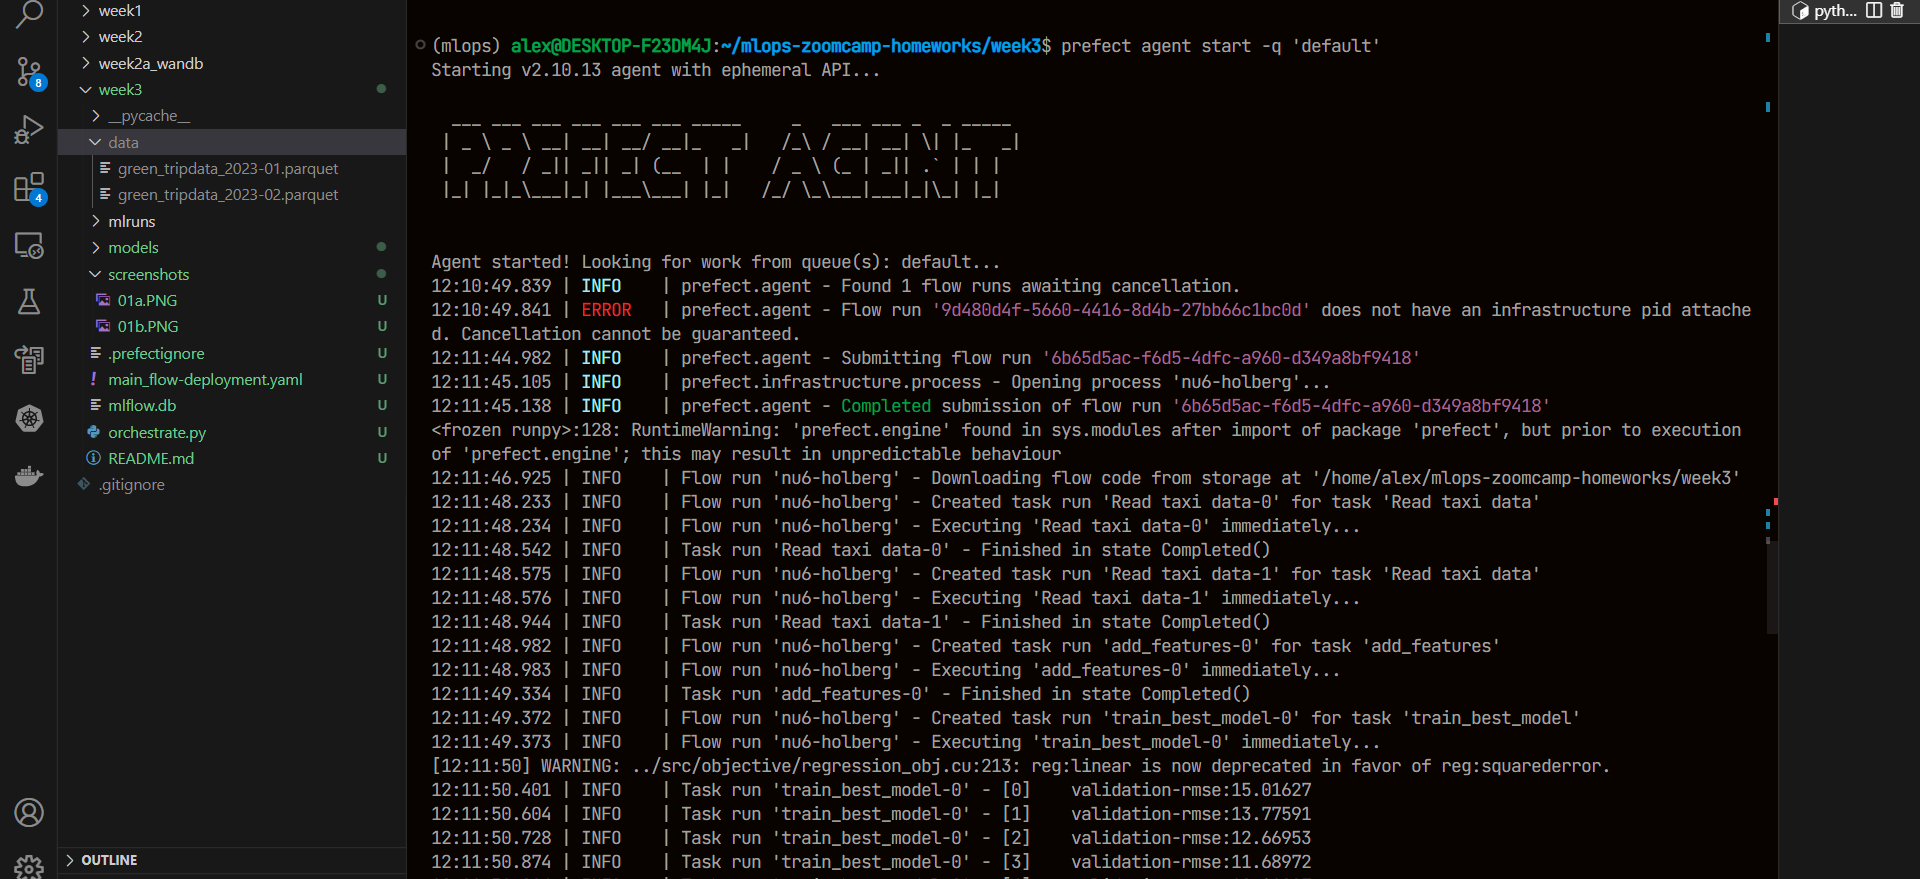 week1
week2
week2a_wandb
week3
__pycache__
data
green_tripdata_2023-01.parquet
green_tripdata_2023-02.parquet
mlruns
models
screenshots
01a.PNG U
01b.PNG U
.prefectignore U
! main_flow-deployment.yaml U
mlflow.db U
orchestrate.py U
README.md U
.gitignore
OUTLINE
8
4
(mlops) alex@DESKTOP-F23DM4J:~/mlops-zoomcamp-homeworks/week3$ prefect agent start -q 'default'
Starting v2.10.13 agent with ephemeral API...
PREFECT AGENT
Agent started! Looking for work from queue(s): default...
12:10:49.839 | INFO    | prefect.agent - Found 1 flow runs awaiting cancellation.
12:10:49.841 | ERROR   | prefect.agent - Flow run '9d480d4f-5660-4416-8d4b-27bb66c1bc0d' does not have an infrastructure pid attache
d. Cancellation cannot be guaranteed.
12:11:44.982 | INFO    | prefect.agent - Submitting flow run '6b65d5ac-f6d5-4dfc-a960-d349a8bf9418'
12:11:45.105 | INFO    | prefect.infrastructure.process - Opening process 'nu6-holberg'...
12:11:45.138 | INFO    | prefect.agent - Completed submission of flow run '6b65d5ac-f6d5-4dfc-a960-d349a8bf9418'
<frozen runpy>:128: RuntimeWarning: 'prefect.engine' found in sys.modules after import of package 'prefect', but prior to execution
of 'prefect.engine'; this may result in unpredictable behaviour
12:11:46.925 | INFO    | Flow run 'nu6-holberg' - Downloading flow code from storage at '/home/alex/mlops-zoomcamp-homeworks/week3'
12:11:48.233 | INFO    | Flow run 'nu6-holberg' - Created task run 'Read taxi data-0' for task 'Read taxi data'
12:11:48.234 | INFO    | Flow run 'nu6-holberg' - Executing 'Read taxi data-0' immediately...
12:11:48.542 | INFO    | Task run 'Read taxi data-0' - Finished in state Completed()
12:11:48.575 | INFO    | Flow run 'nu6-holberg' - Created task run 'Read taxi data-1' for task 'Read taxi data'
12:11:48.576 | INFO    | Flow run 'nu6-holberg' - Executing 'Read taxi data-1' immediately...
12:11:48.944 | INFO    | Task run 'Read taxi data-1' - Finished in state Completed()
12:11:48.982 | INFO    | Flow run 'nu6-holberg' - Created task run 'add_features-0' for task 'add_features'
12:11:48.983 | INFO    | Flow run 'nu6-holberg' - Executing 'add_features-0' immediately...
12:11:49.334 | INFO    | Task run 'add_features-0' - Finished in state Completed()
12:11:49.372 | INFO    | Flow run 'nu6-holberg' - Created task run 'train_best_model-0' for task 'train_best_model'
12:11:49.373 | INFO    | Flow run 'nu6-holberg' - Executing 'train_best_model-0' immediately...
[12:11:50] WARNING: ../src/objective/regression_obj.cu:213: reg:linear is now deprecated in favor of reg:squarederror.
12:11:50.401 | INFO    | Task run 'train_best_model-0' - [0]    validation-rmse:15.01627
12:11:50.604 | INFO    | Task run 'train_best_model-0' - [1]    validation-rmse:13.77591
12:11:50.728 | INFO    | Task run 'train_best_model-0' - [2]    validation-rmse:12.66953
12:11:50.874 | INFO    | Task run 'train_best_model-0' - [3]    validation-rmse:11.68972
pyth...